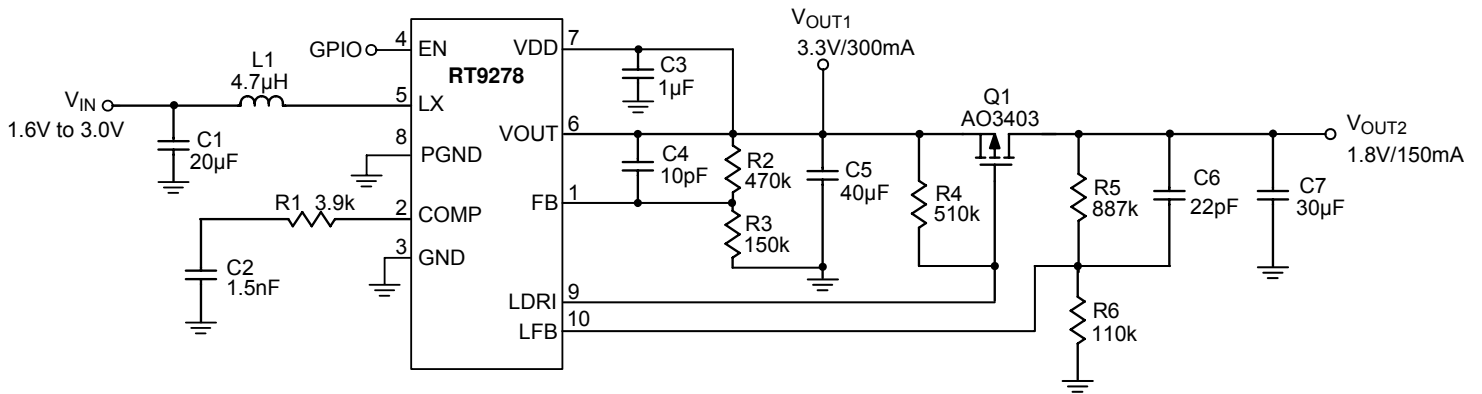 V_OUT1
3.3V/300mA
GPIO
4
EN
VDD
7
RT9278
C3
1µF
L1
4.7µH
V_IN
1.6V to 3.0V
5
LX
C1
20µF
VOUT
6
Q1
AO3403
V_OUT2
1.8V/150mA
8
PGND
C4
10pF
R2
470k
C5
40µF
R4
510k
R5
887k
C6
22pF
C7
30µF
R1 3.9k
2
COMP
FB
1
R3
150k
3
GND
C2
1.5nF
LDRI
9
LFB
10
R6
110k